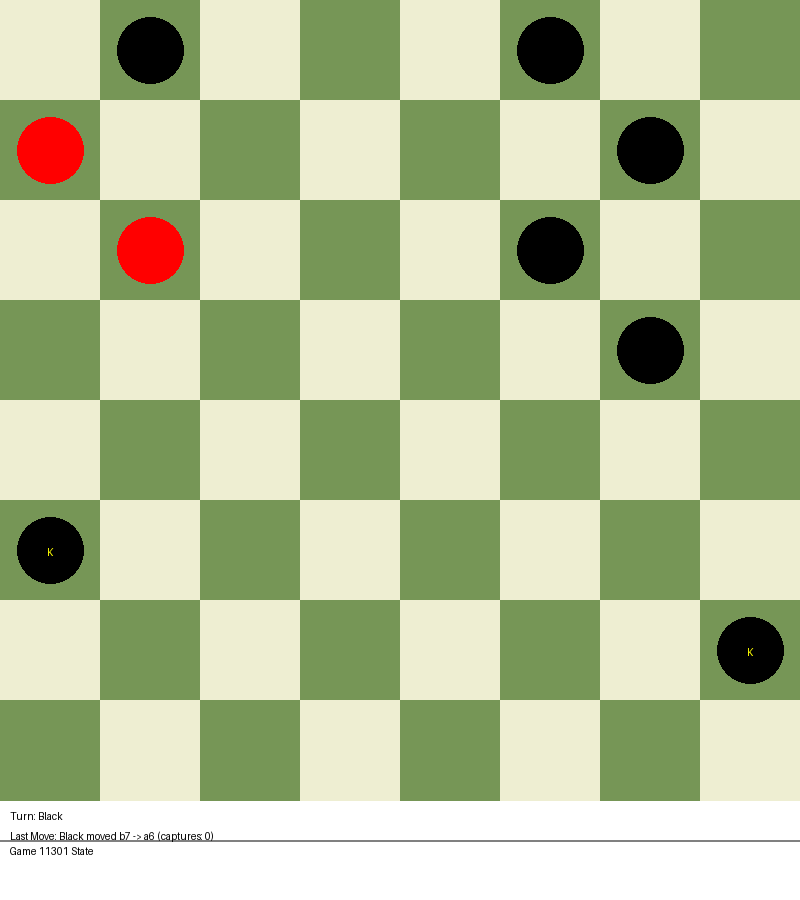 K
K
Turn: Black
Last Move: Black moved b7 -> a6 (captures: 0)
Game 11301 State